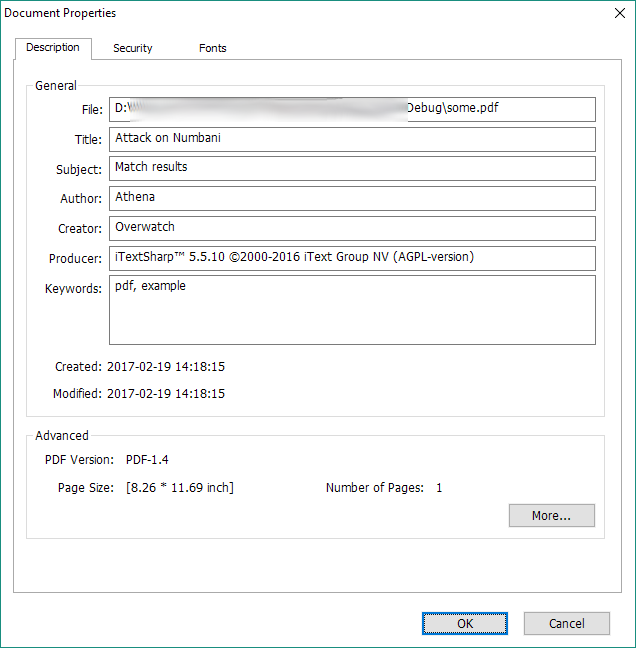 Document Properties
Description Security Fonts
General
File: D:\ Debug\some.pdf
Title: Attack on Numbani
Subject: Match results
Author: Athena
Creator: Overwatch
Producer: iTextSharp™ 5.5.10 ©2000-2016 iText Group NV (AGPL-version)
Keywords: pdf, example
Created: 2017-02-19 14:18:15
Modified: 2017-02-19 14:18:15
Advanced
PDF Version: PDF-1.4
Page Size: [8.26 * 11.69 inch] Number of Pages: 1
More...
OK Cancel